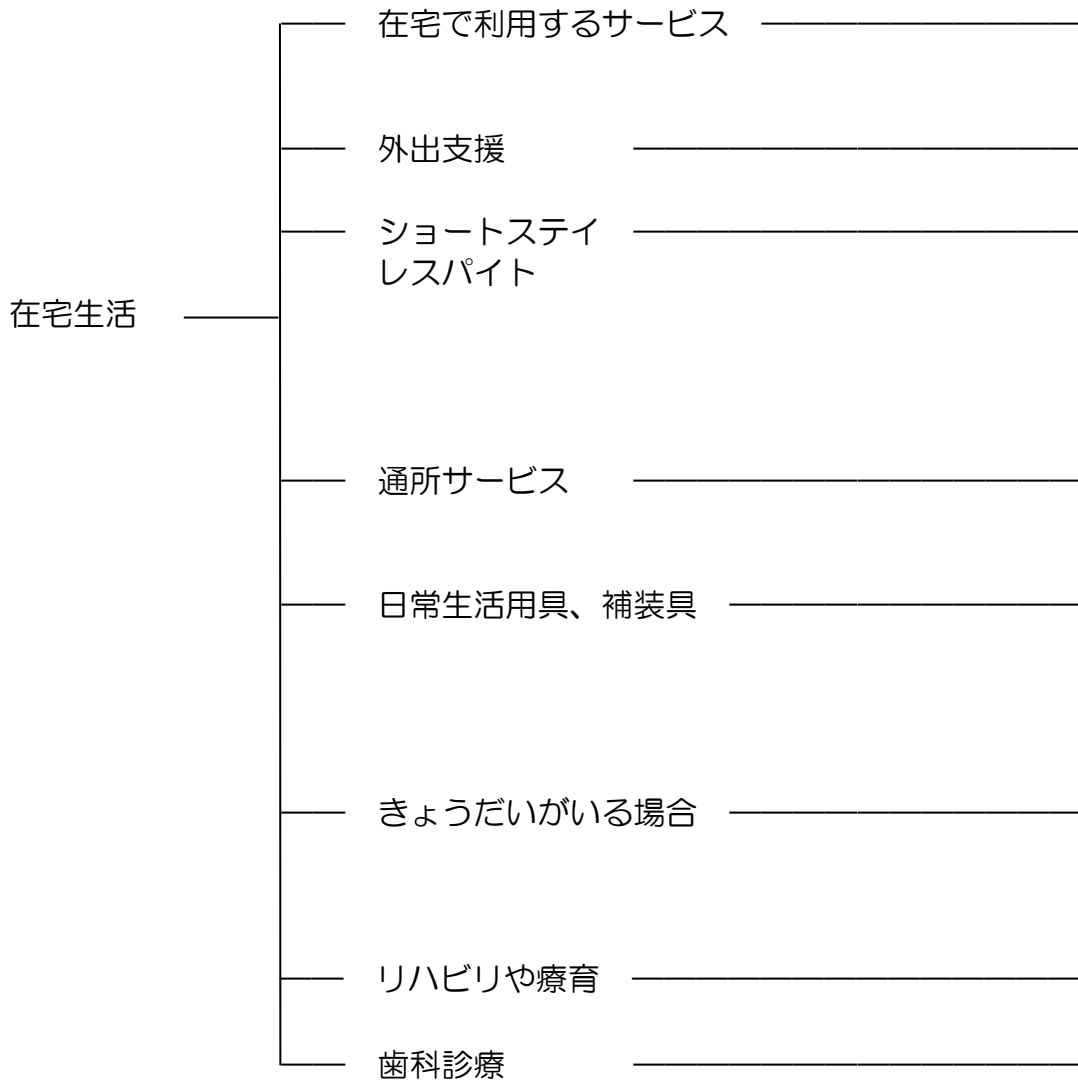 在宅で利用するサービス
外出支援
ショートステイ
レスパイト
在宅生活
通所サービス
日常生活用具、補装具
きょうだいがいる場合
リハビリや療育
歯科診療